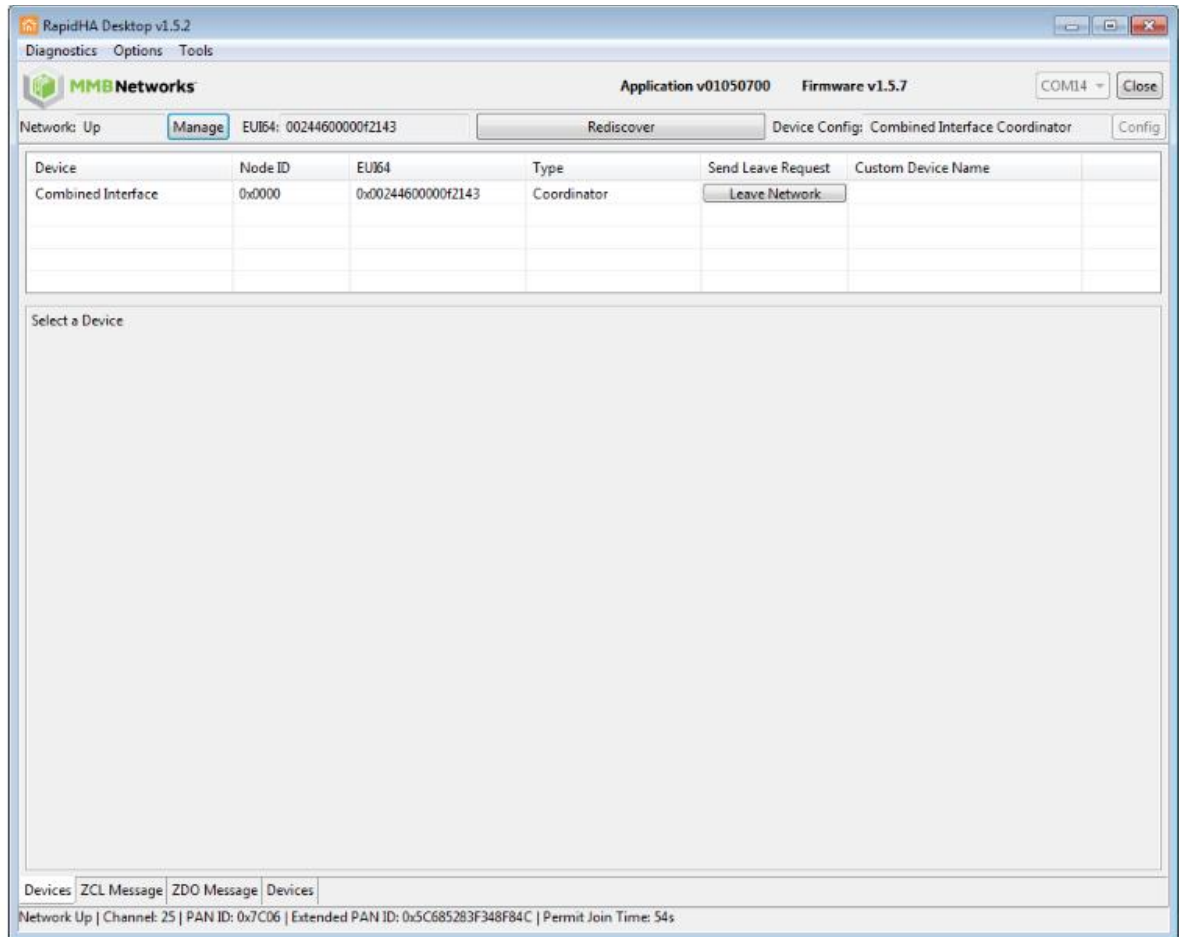 RapidHA Desktop v1.5.2
Diagnostics Options Tools
MMBNetworks Application v01050700 Firmware v1.5.7 COM14 Close
Network: Up Manage EUI64: 00244600000f2143 Rediscover Device Config: Combined Interface Coordinator Config
Device Node ID EUI64 Type Send Leave Request Custom Device Name
Combined Interface 0x0000 0x00244600000f2143 Coordinator Leave Network
Select a Device
Devices ZCL Message ZDO Message Devices
Network Up | Channel: 25 | PAN ID: 0x7C06 | Extended PAN ID: 0x5C685283F348F84C | Permit Join Time: 54s